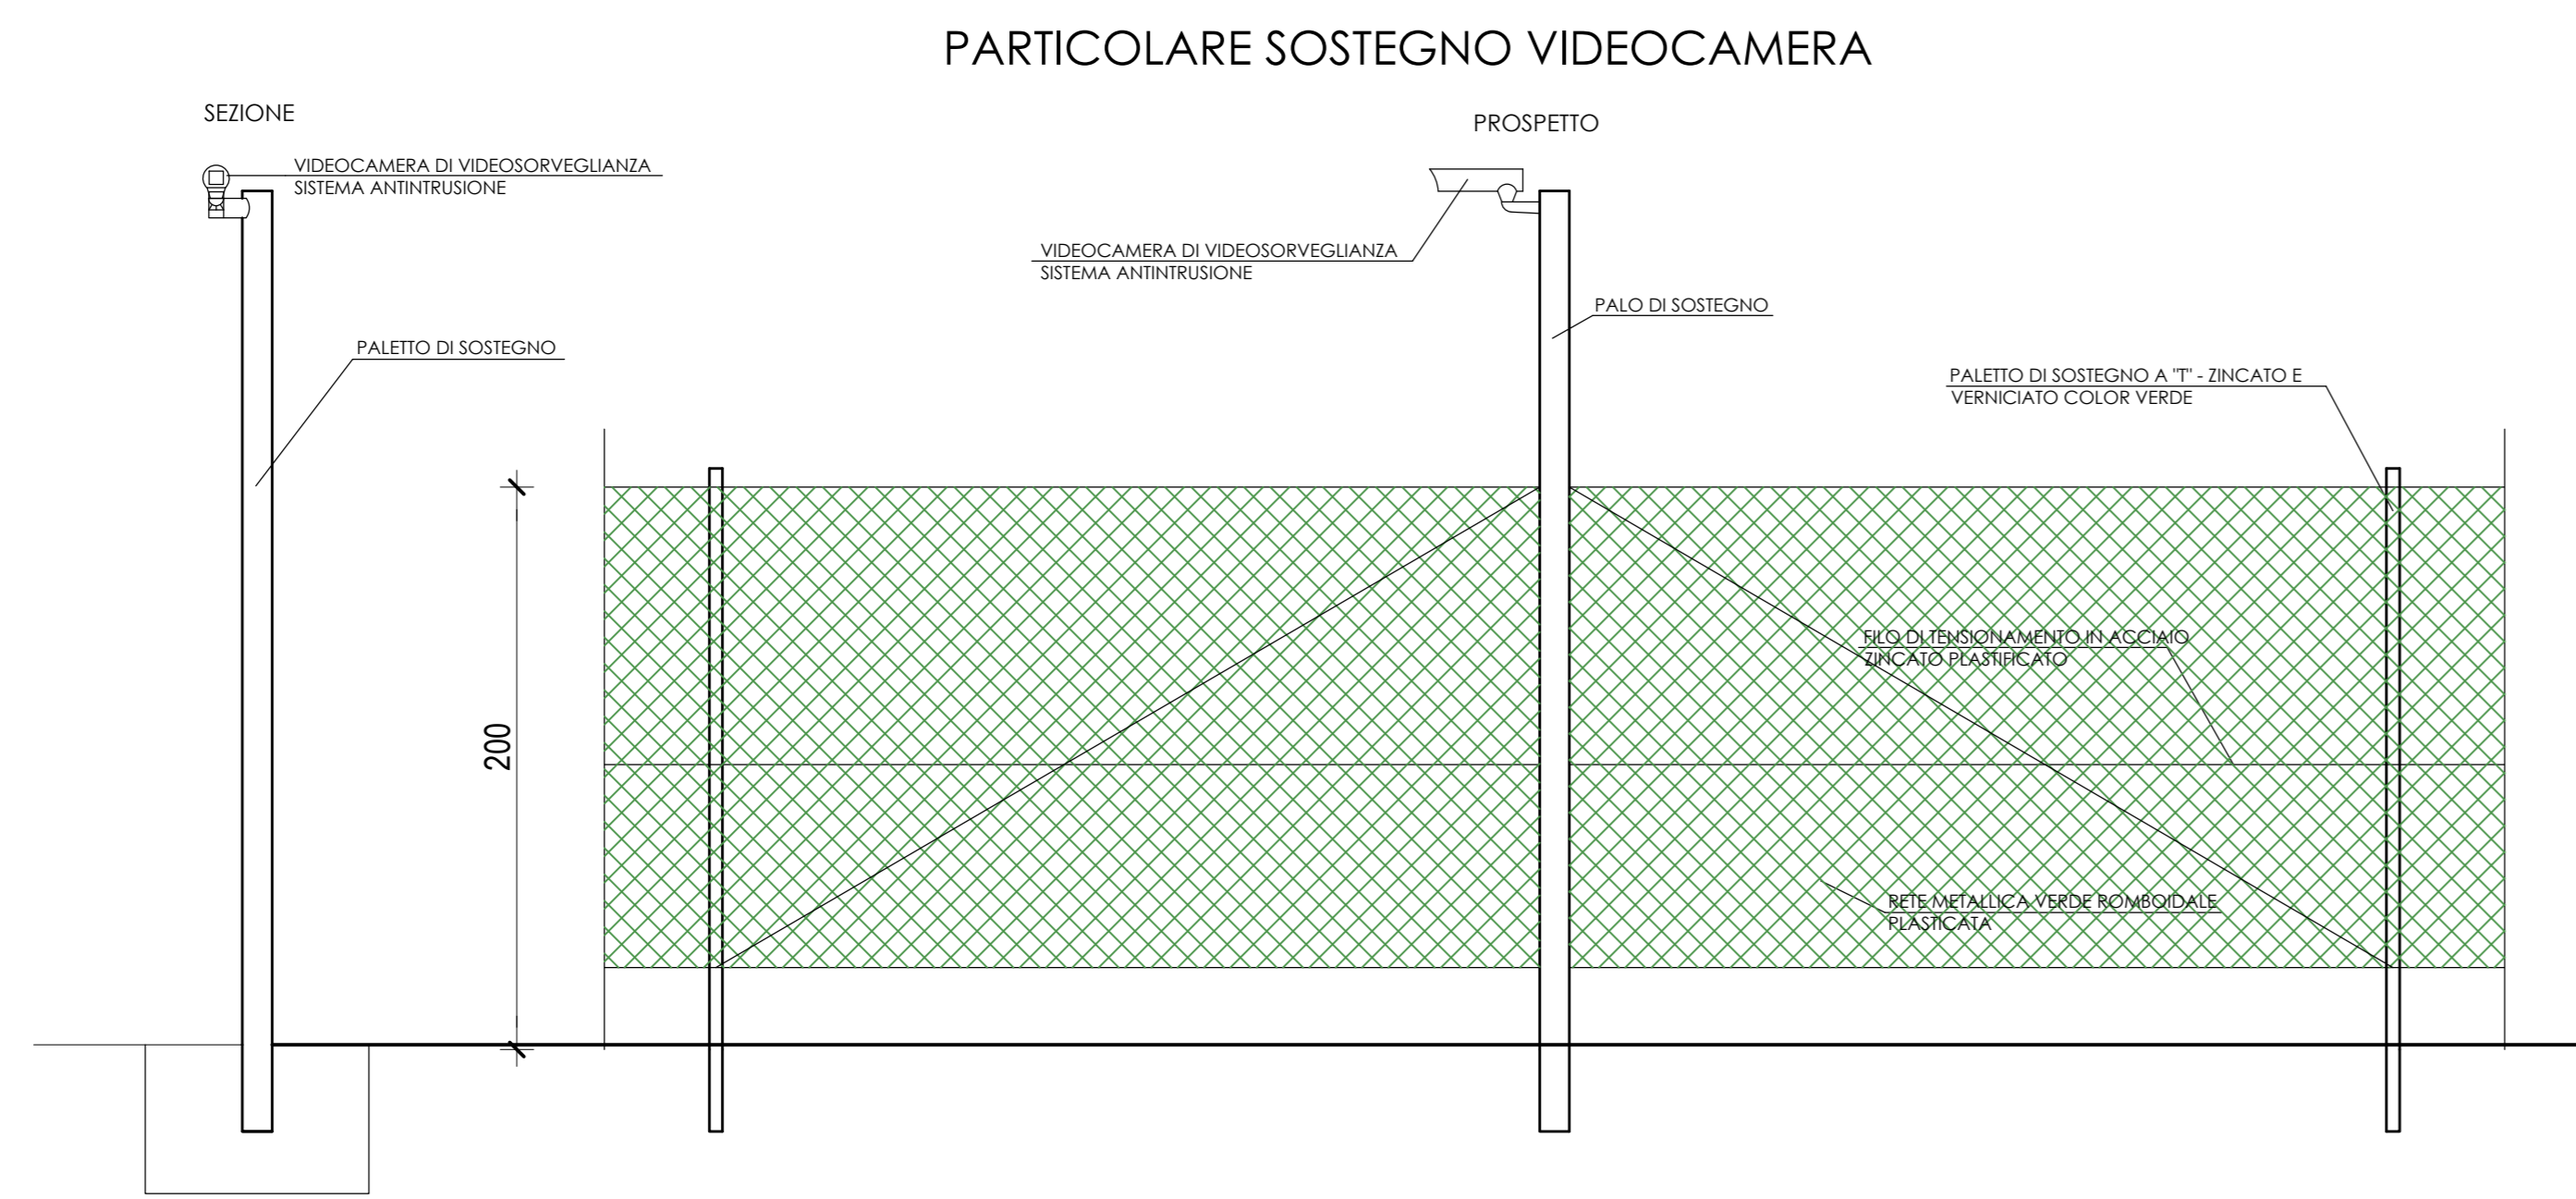 PARTICOLARE SOSTEGNO VIDEOCAMERA
SEZIONE
VIDEOCAMERA DI VIDEOSORVEGLIANZA
SISTEMA ANTINTRUSIONE
PALETTO DI SOSTEGNO
200
PROSPETTO
VIDEOCAMERA DI VIDEOSORVEGLIANZA
SISTEMA ANTINTRUSIONE
PALO DI SOSTEGNO
PALETTO DI SOSTEGNO A "T" - ZINCATO E
VERNICIATO COLOR VERDE
FILO DI TENSIONAMENTO IN ACCIAIO
ZINCATO PLASTIFICATO
RETE METALLICA VERDE ROMBOIDALE
PLASTICATA